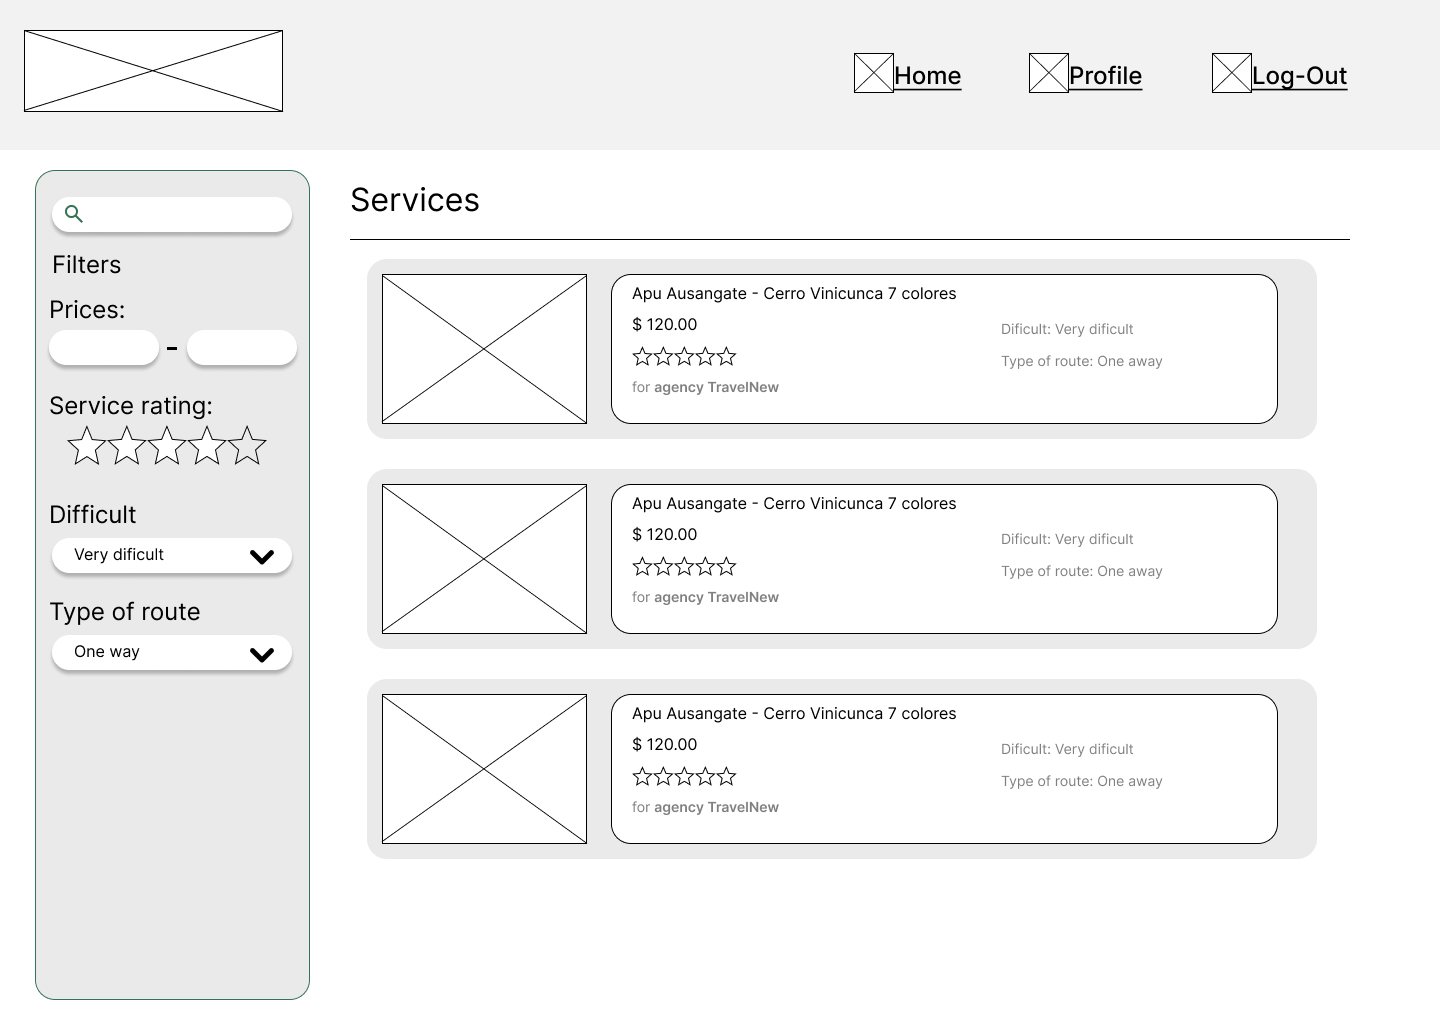 Home Profile Log-Out
Filters
Prices:
-
Service rating:
Difficult
Very dificult
Type of route
One way
Services
Apu Ausangate - Cerro Vinicunca 7 colores
$ 120.00
for agency TravelNew
Dificult: Very dificult
Type of route: One away
Apu Ausangate - Cerro Vinicunca 7 colores
$ 120.00
for agency TravelNew
Dificult: Very dificult
Type of route: One away
Apu Ausangate - Cerro Vinicunca 7 colores
$ 120.00
for agency TravelNew
Dificult: Very dificult
Type of route: One away